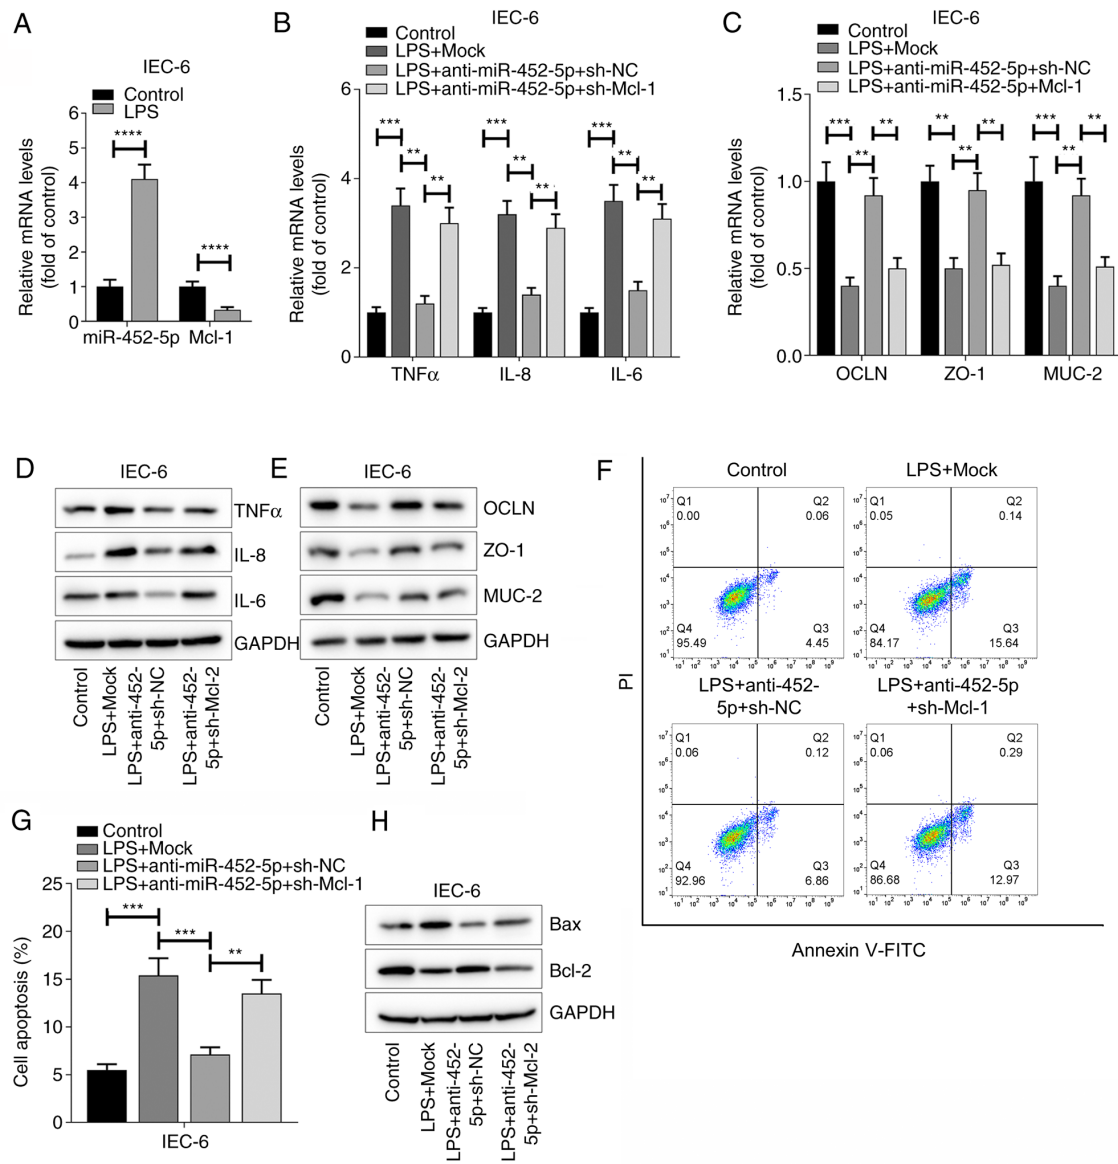 A
IEC-6
Control
LPS
Relative mRNA levels
(fold of control)
6
5
4
3
2
1
0
****
****
miR-452-5p Mcl-1
B
IEC-6
Control
LPS+Mock
LPS+anti-miR-452-5p+sh-NC
LPS+anti-miR-452-5p+sh-Mcl-1
Relative mRNA levels
(fold of control)
6
4
2
0
*** ** **
*** ** **
*** ** **
TNFα IL-8 IL-6
C
IEC-6
Control
LPS+Mock
LPS+anti-miR-452-5p+sh-NC
LPS+anti-miR-452-5p+Mcl-1
Relative mRNA levels
(fold of control)
1.5
1.0
0.5
0.0
*** ** **
** ** **
*** ** **
OCLN ZO-1 MUC-2
D
IEC-6
TNFα
IL-8
IL-6
GAPDH
Control
LPS+Mock
LPS+anti-452-
5p+sh-NC
LPS+anti-452-
5p+sh-Mcl-2
E
IEC-6
OCLN
ZO-1
MUC-2
GAPDH
Control
LPS+Mock
LPS+anti-452-
5p+sh-NC
LPS+anti-452-
5p+sh-Mcl-2
F
PI
Control
Q1
0.00
Q2
0.06
Q4
95.49
Q3
4.45
LPS+Mock
Q1
0.05
Q2
0.14
Q4
84.17
Q3
15.64
LPS+anti-452-
5p+sh-NC
Q1
0.06
Q2
0.12
Q4
92.96
Q3
6.86
LPS+anti-452-5p
+sh-Mcl-1
Q1
0.06
Q2
0.29
Q4
86.68
Q3
12.97
Annexin V-FITC
G
Control
LPS+Mock
LPS+anti-miR-452-5p+sh-NC
LPS+anti-miR-452-5p+sh-Mcl-1
Cell apoptosis (%)
25
20
15
10
5
0
***
***
**
IEC-6
H
IEC-6
Bax
Bcl-2
GAPDH
Control
LPS+Mock
LPS+anti-452-
5p+sh-NC
LPS+anti-452-
5p+sh-Mcl-2